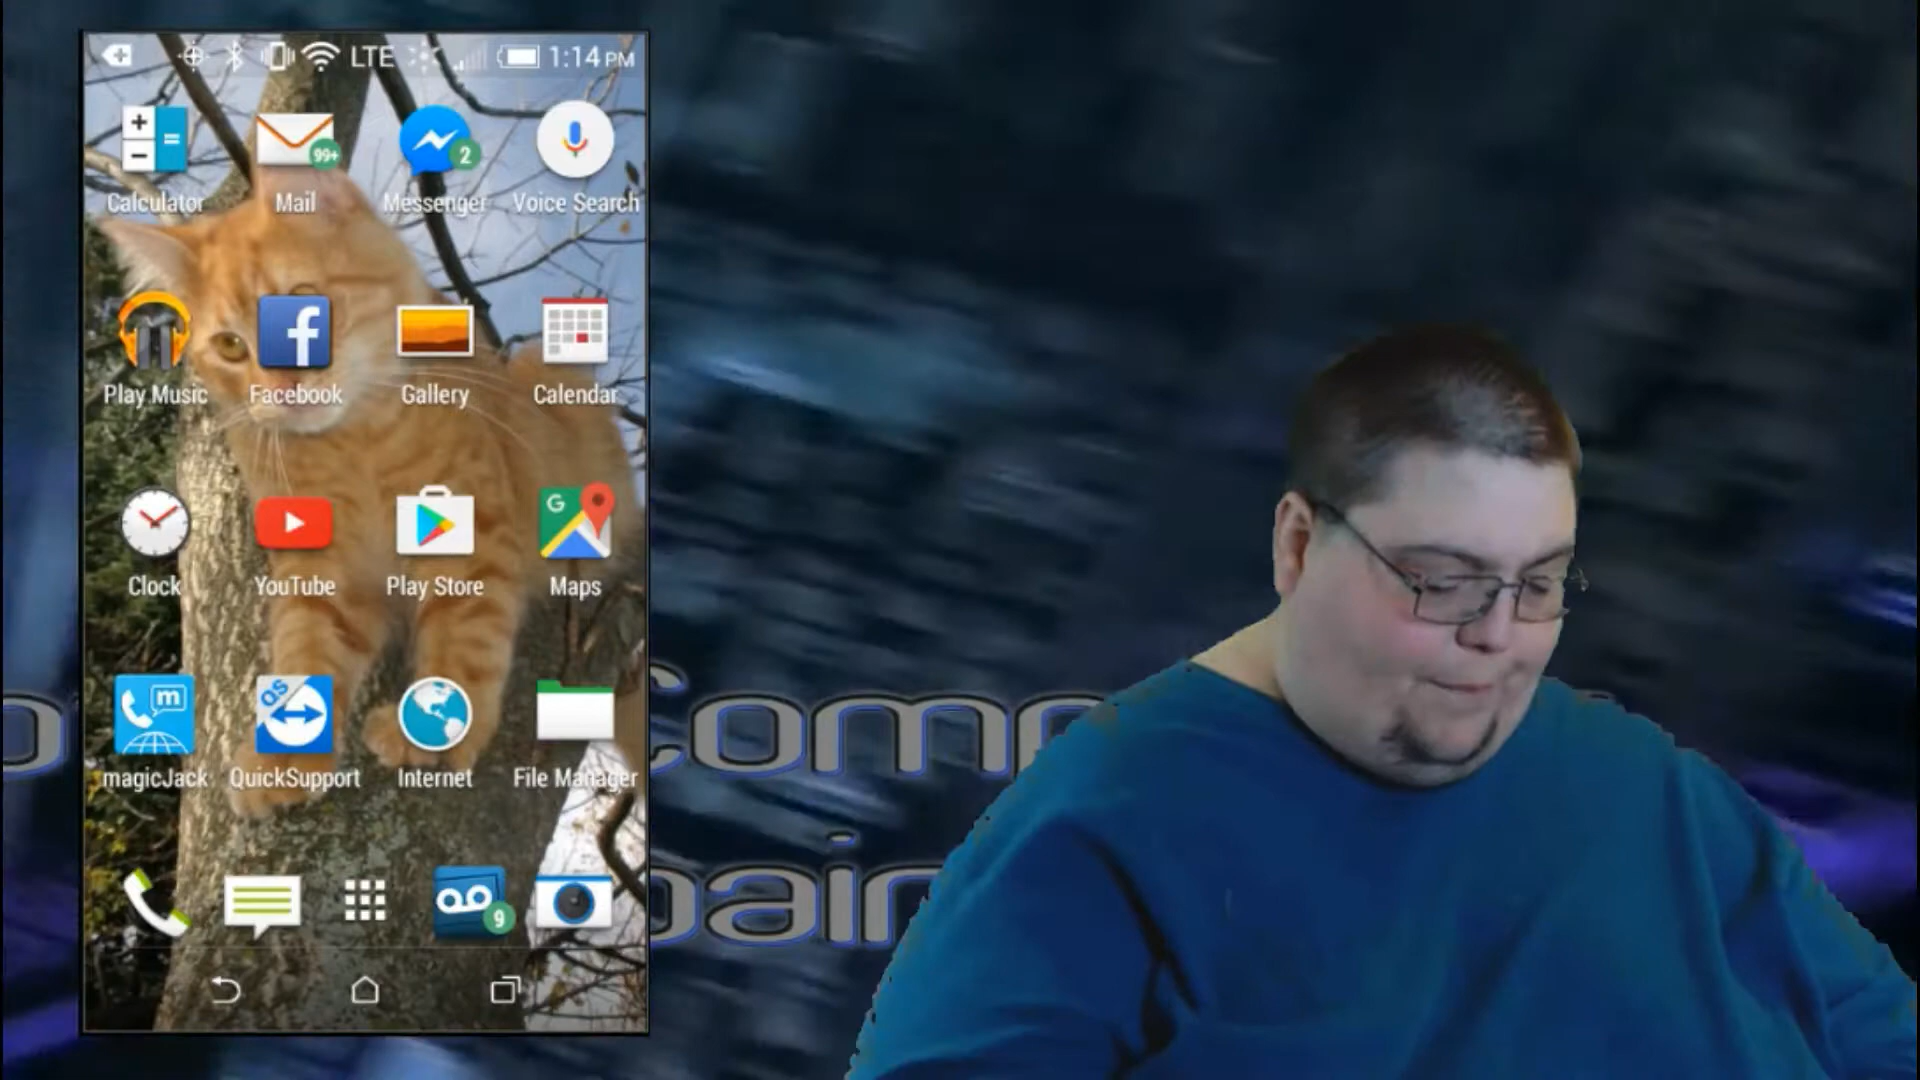 LTE 1:14 PM
99+ 2
Calculator Mail Messenger Voice Search
Play Music Facebook Gallery Calendar
G
Clock YouTube Play Store Maps
m QS
magicJack QuickSupport Internet File Manager
9